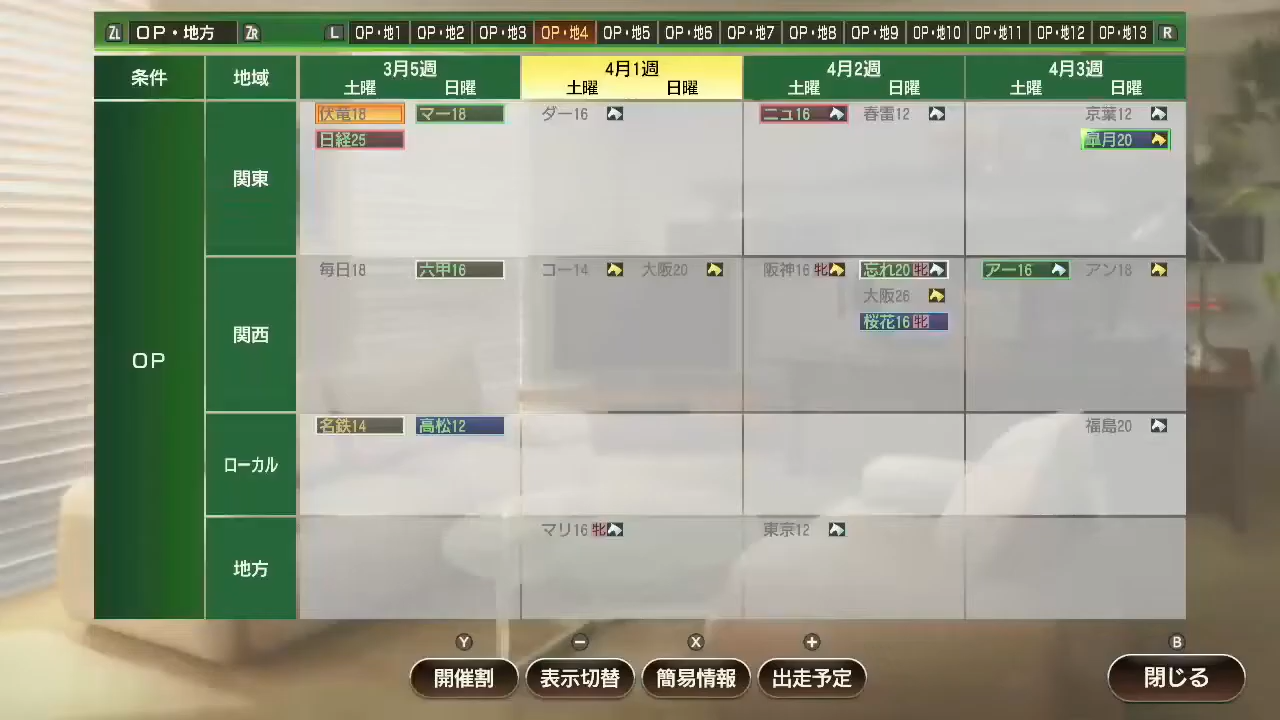 ZL OP・地方 ZR L OP・地1 OP・地2 OP・地3 OP・地4 OP・地5 OP・地6 OP・地7 OP・地8 OP・地9 OP・地10 OP・地11 OP・地12 OP・地13 R
条件 地域 3月5週 4月1週 4月2週 4月3週
土曜 日曜 土曜 日曜 土曜 日曜 土曜 日曜
OP
関東
伏竜18 マー18 ダー16 ニュ16 春雷12 京葉12
日経25 皐月20
関西
毎日18 六甲16 コー14 大阪20 阪神16牝 忘れ20牝 アー16 アン18
大阪26
桜花16牝
ローカル
名鉄14 高松12 福島20
地方
マリ16牝 東京12
Y － X ＋ B
開催割 表示切替 簡易情報 出走予定 閉じる